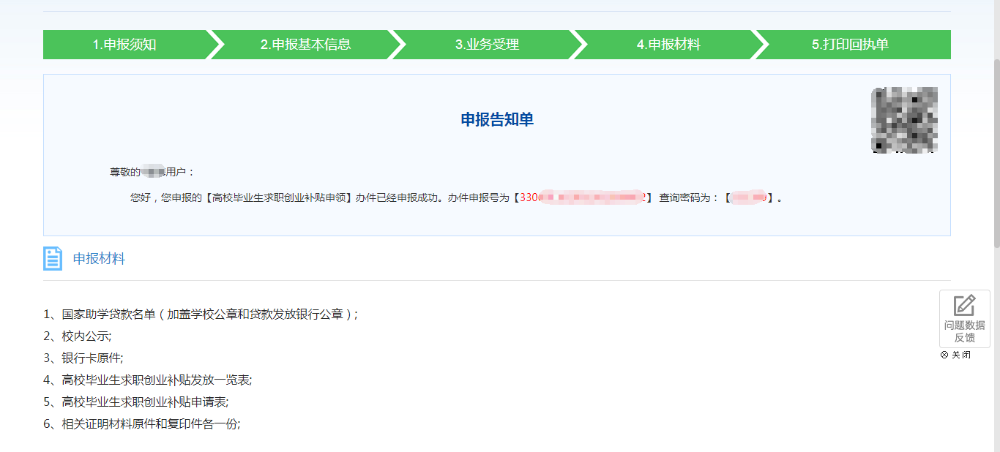 1.申报须知
2.申报基本信息
3.业务受理
4.申报材料
5.打印回执单
申报告知单
尊敬的 用户：
您好，您申报的【高校毕业生求职创业补贴申领】办件已经申报成功。办件申报号为【330 2】 查询密码为：【 9】。
申报材料
1、国家助学贷款名单（加盖学校公章和贷款发放银行公章）;
2、校内公示;
3、银行卡原件;
4、高校毕业生求职创业补贴发放一览表;
5、高校毕业生求职创业补贴申请表;
6、相关证明材料原件和复印件各一份;
问题数据
反馈
关闭